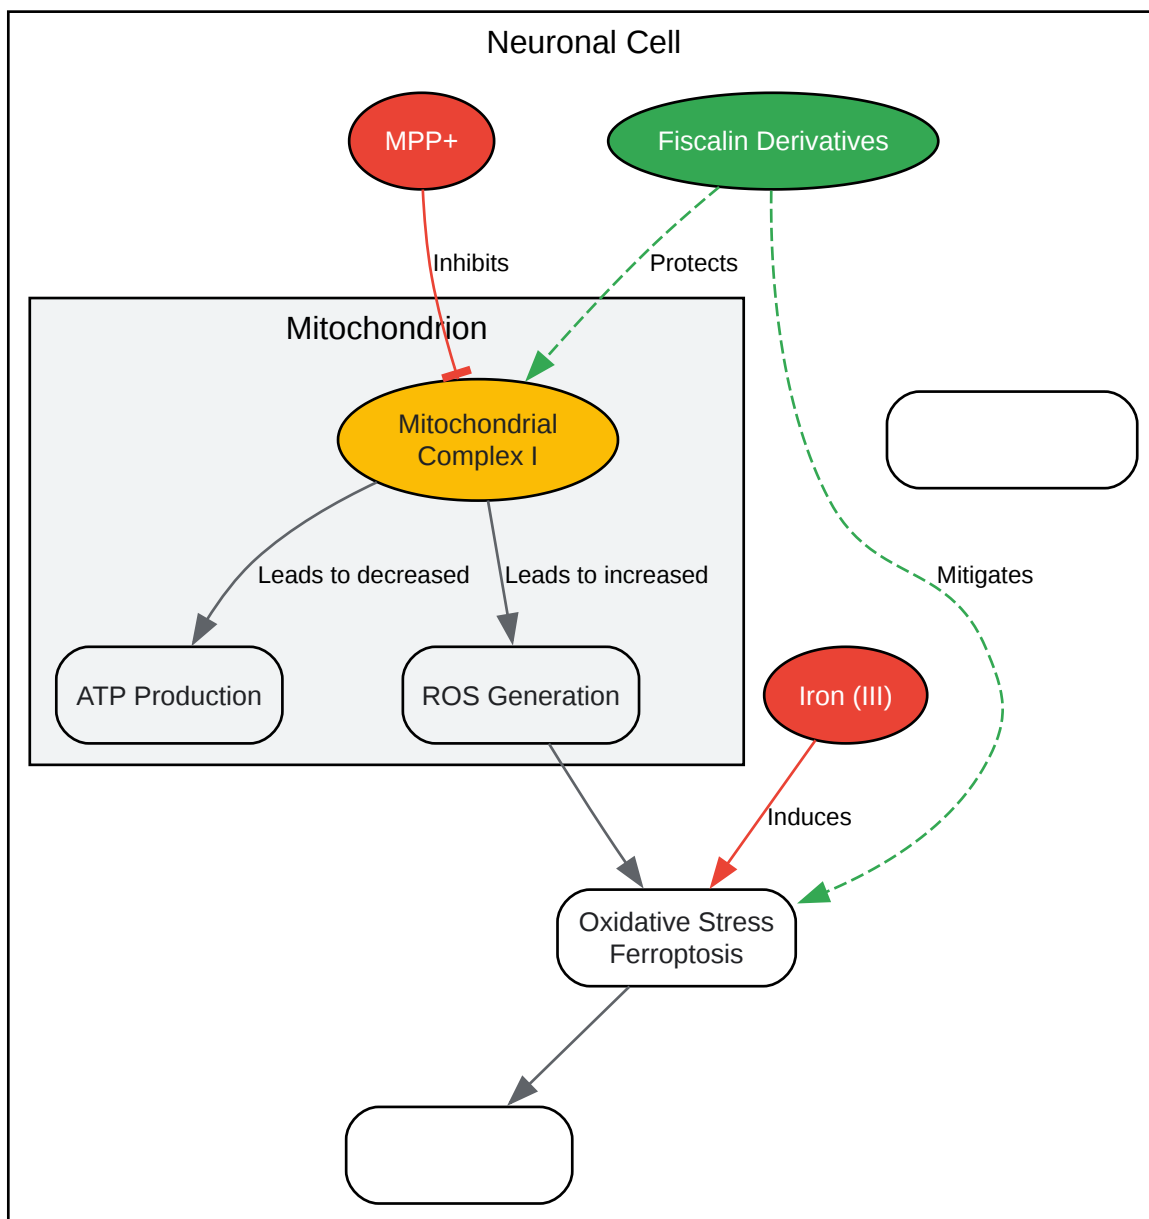 Neuronal Cell
MPP+
Fiscalin Derivatives
Inhibits
Protects
Mitochondrion
Mitochondrial
Complex I
Leads to decreased
Leads to increased
Mitigates
ATP Production
ROS Generation
Iron (III)
Induces
Oxidative Stress
Ferroptosis